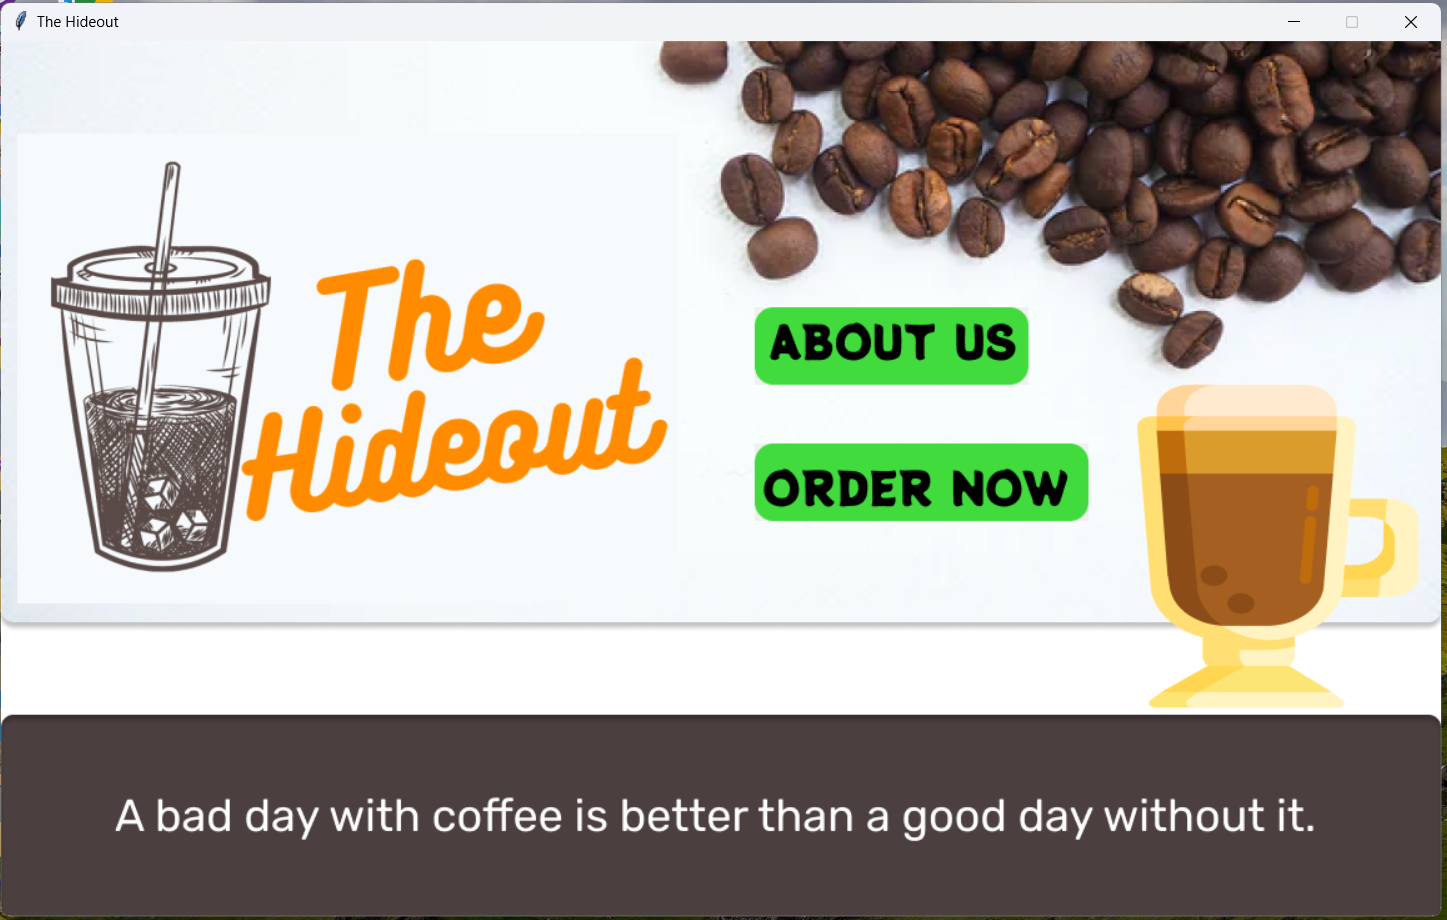 The Hideout
The
Hideout
ABOUT US
ORDER NOW
A bad day with coffee is better than a good day without it.